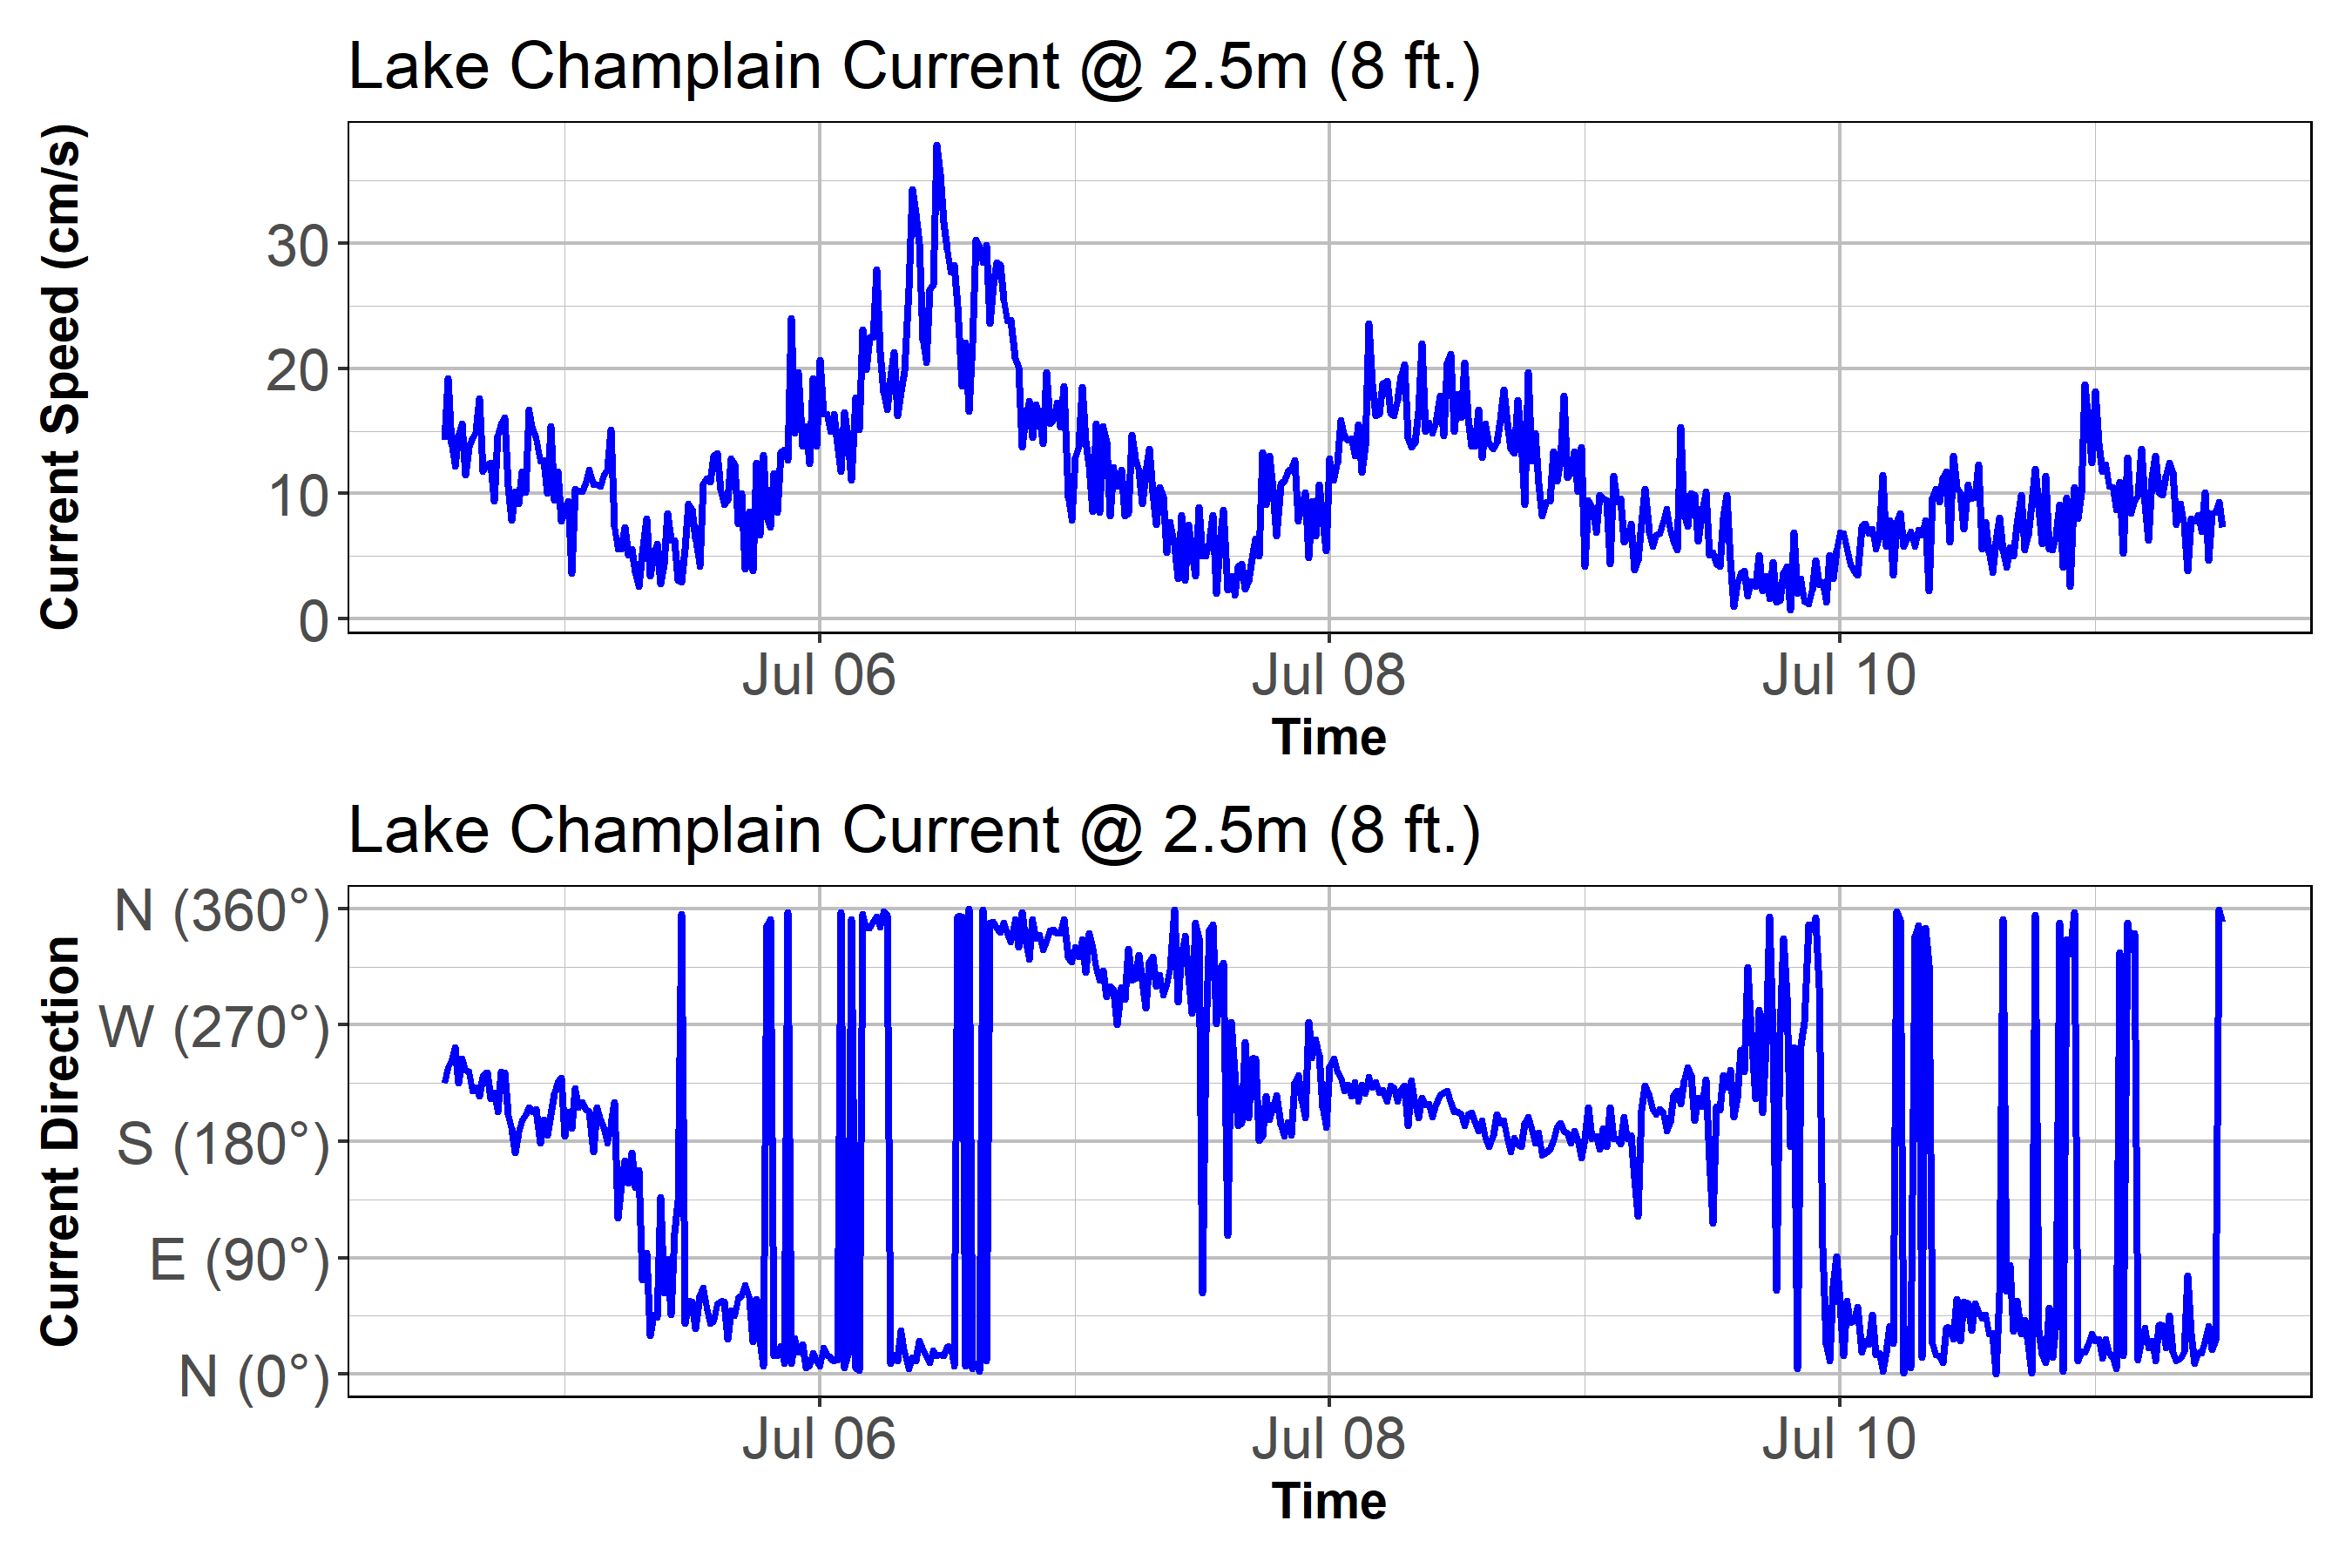 Lake Champlain Current @ 2.5m (8 ft.)
Current Speed (cm/s)
30
20
10
0
Jul 06 Jul 08 Jul 10
Time
Lake Champlain Current @ 2.5m (8 ft.)
Current Direction
N (360°)
W (270°)
S (180°)
E (90°)
N (0°)
Jul 06 Jul 08 Jul 10
Time